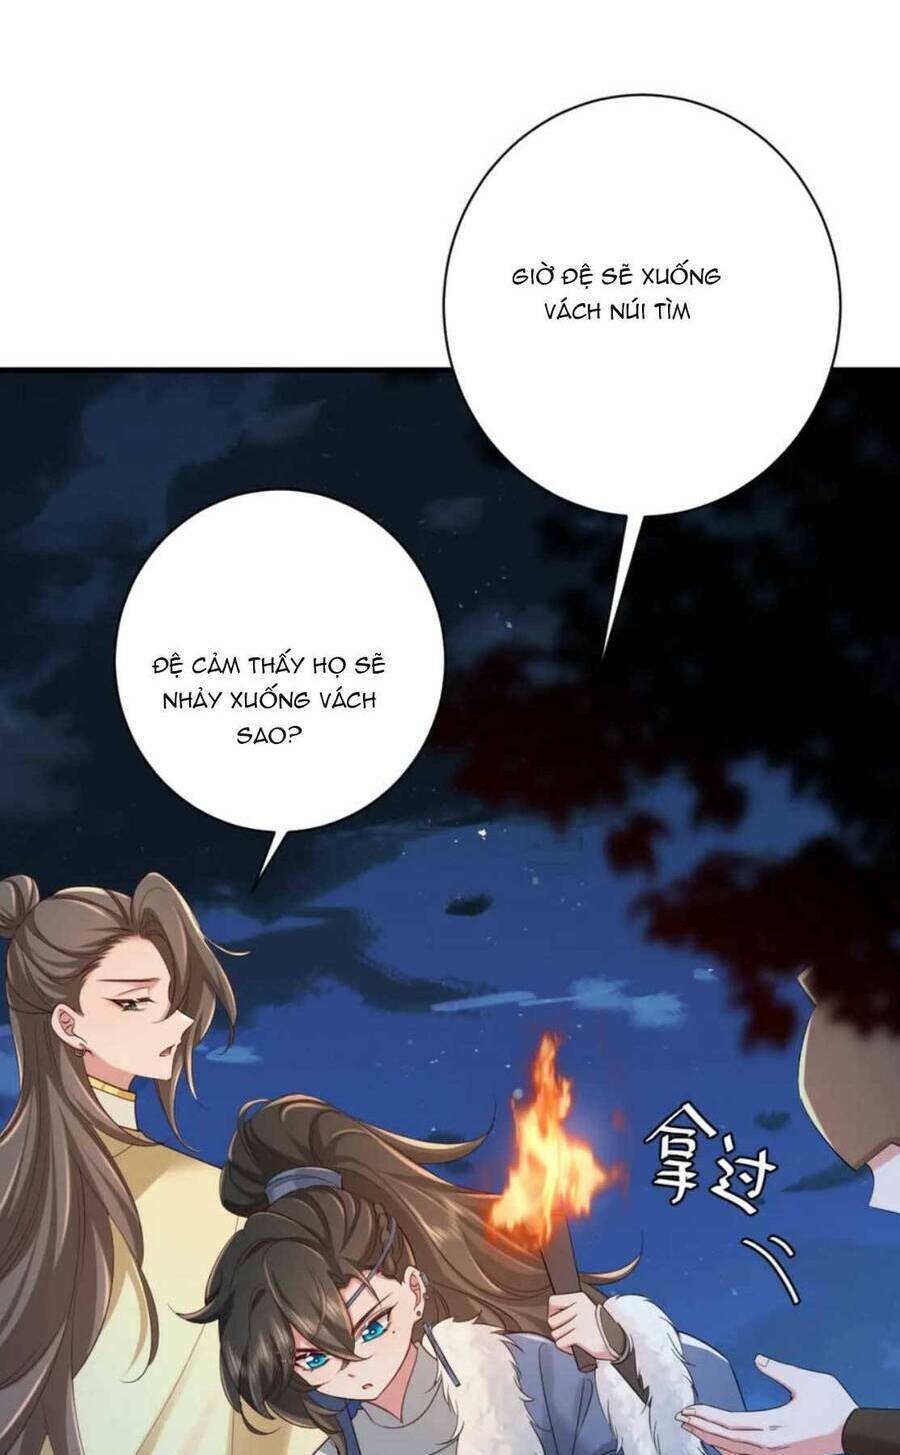 GIỜ ĐỆ SẼ XUỐNG
VÁCH NÚI TÌM
ĐỆ CẢM THẤY HỌ SẼ
NHẢY XUỐNG VÁCH
SAO?
拿过